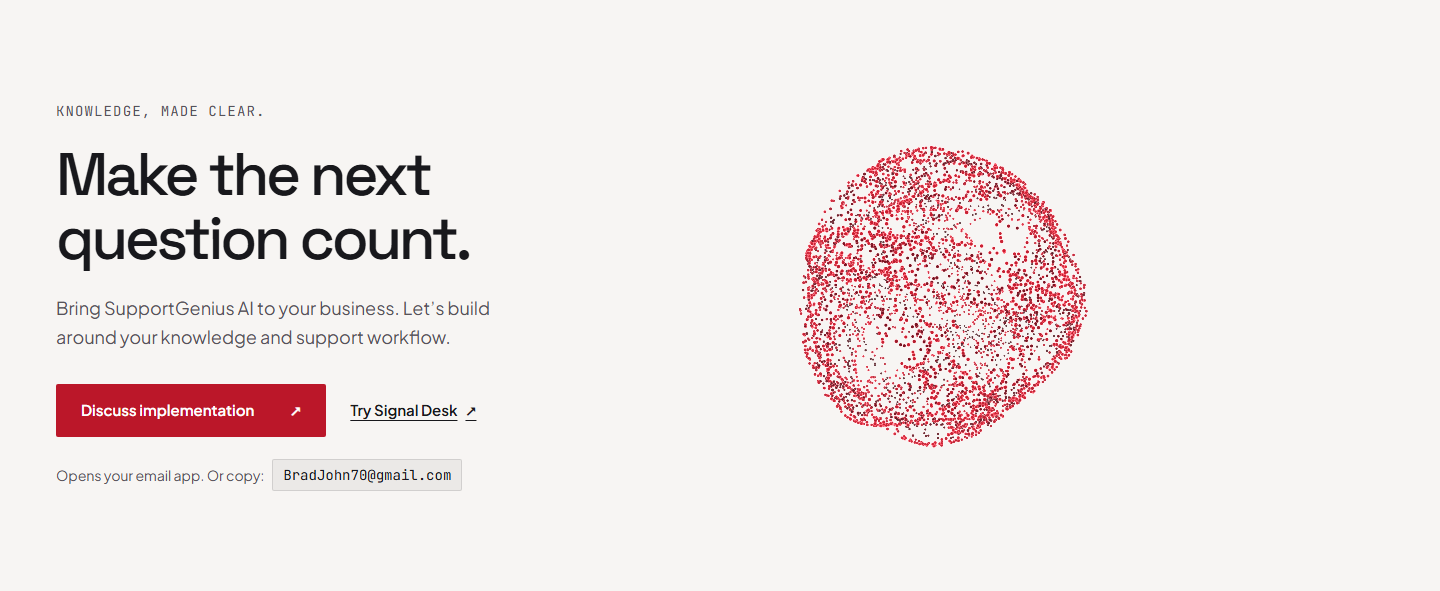 KNOWLEDGE, MADE CLEAR.
Make the next
question count.
Bring SupportGenius AI to your business. Let’s build
around your knowledge and support workflow.
Discuss implementation ↗
Try Signal Desk ↗
Opens your email app. Or copy: BradJohn70@gmail.com